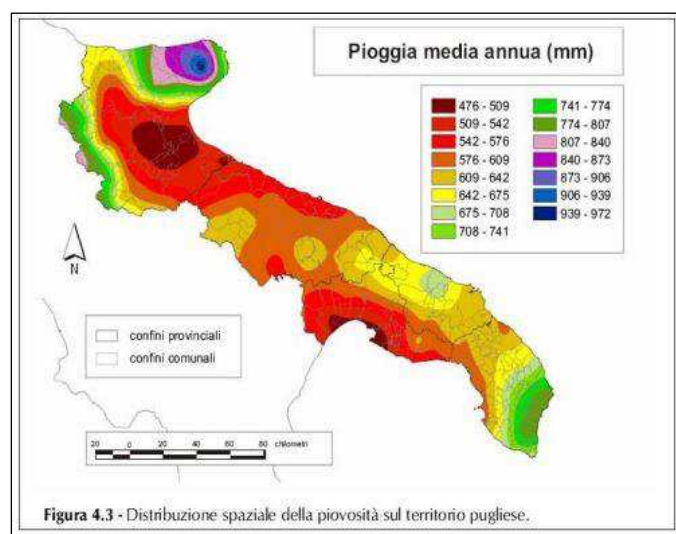 Pioggia media annua (mm)
476 - 509
509 - 542
542 - 576
576 - 609
609 - 642
642 - 675
675 - 708
708 - 741
741 - 774
774 - 807
807 - 840
840 - 873
873 - 906
906 - 939
939 - 972
N
confini provinciali
confini comunali
20 0 20 40 60 80 chilometri
Figura 4.3 - Distribuzione spaziale della piovosità sul territorio pugliese.